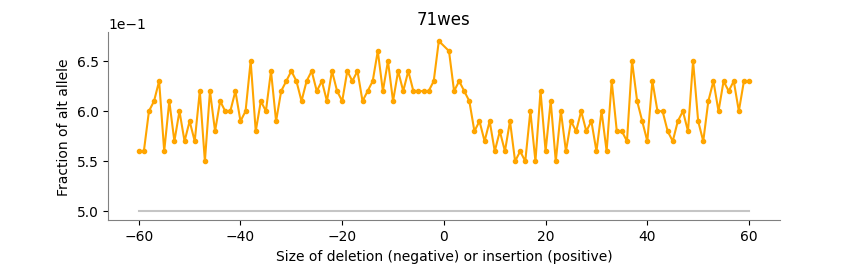 71wes
1e−1
6.5
6.0
5.5
5.0
Fraction of alt allele
−60 −40 −20 0 20 40 60
Size of deletion (negative) or insertion (positive)